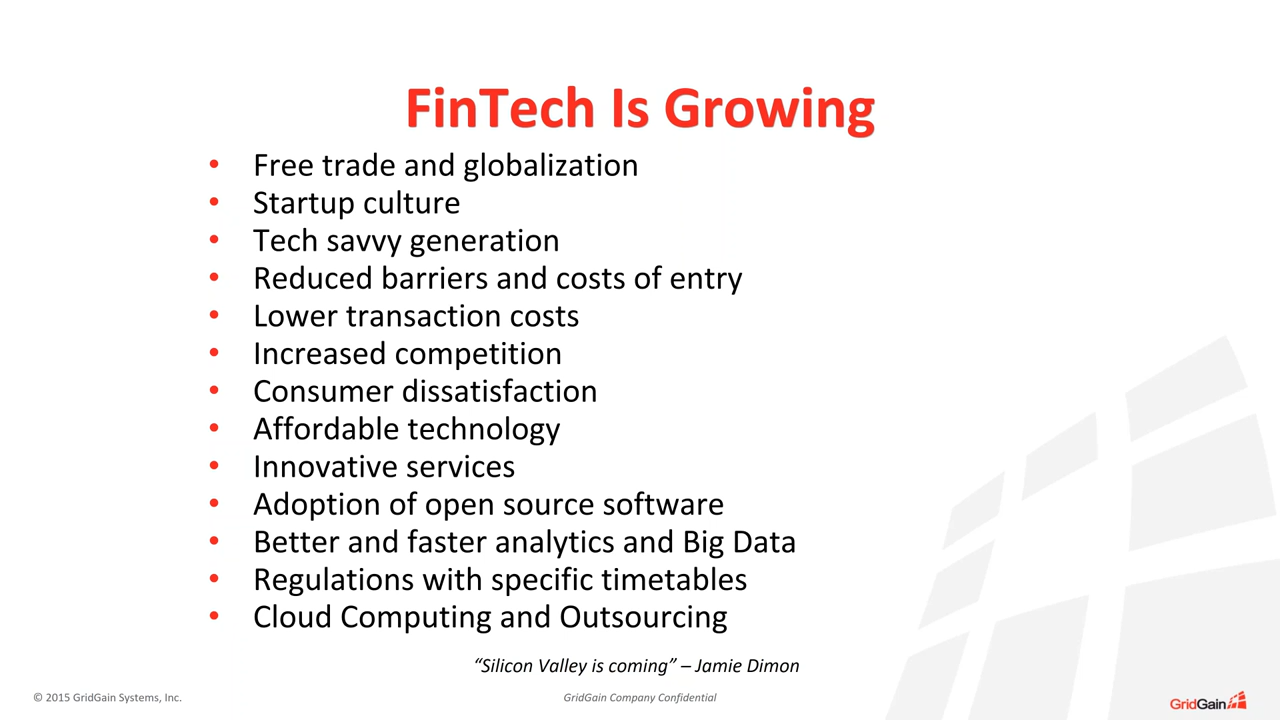 FinTech Is Growing
• Free trade and globalization
• Startup culture
• Tech savvy generation
• Reduced barriers and costs of entry
• Lower transaction costs
• Increased competition
• Consumer dissatisfaction
• Affordable technology
• Innovative services
• Adoption of open source software
• Better and faster analytics and Big Data
• Regulations with specific timetables
• Cloud Computing and Outsourcing
“Silicon Valley is coming” – Jamie Dimon
© 2015 GridGain Systems, Inc.
GridGain Company Confidential
GridGain